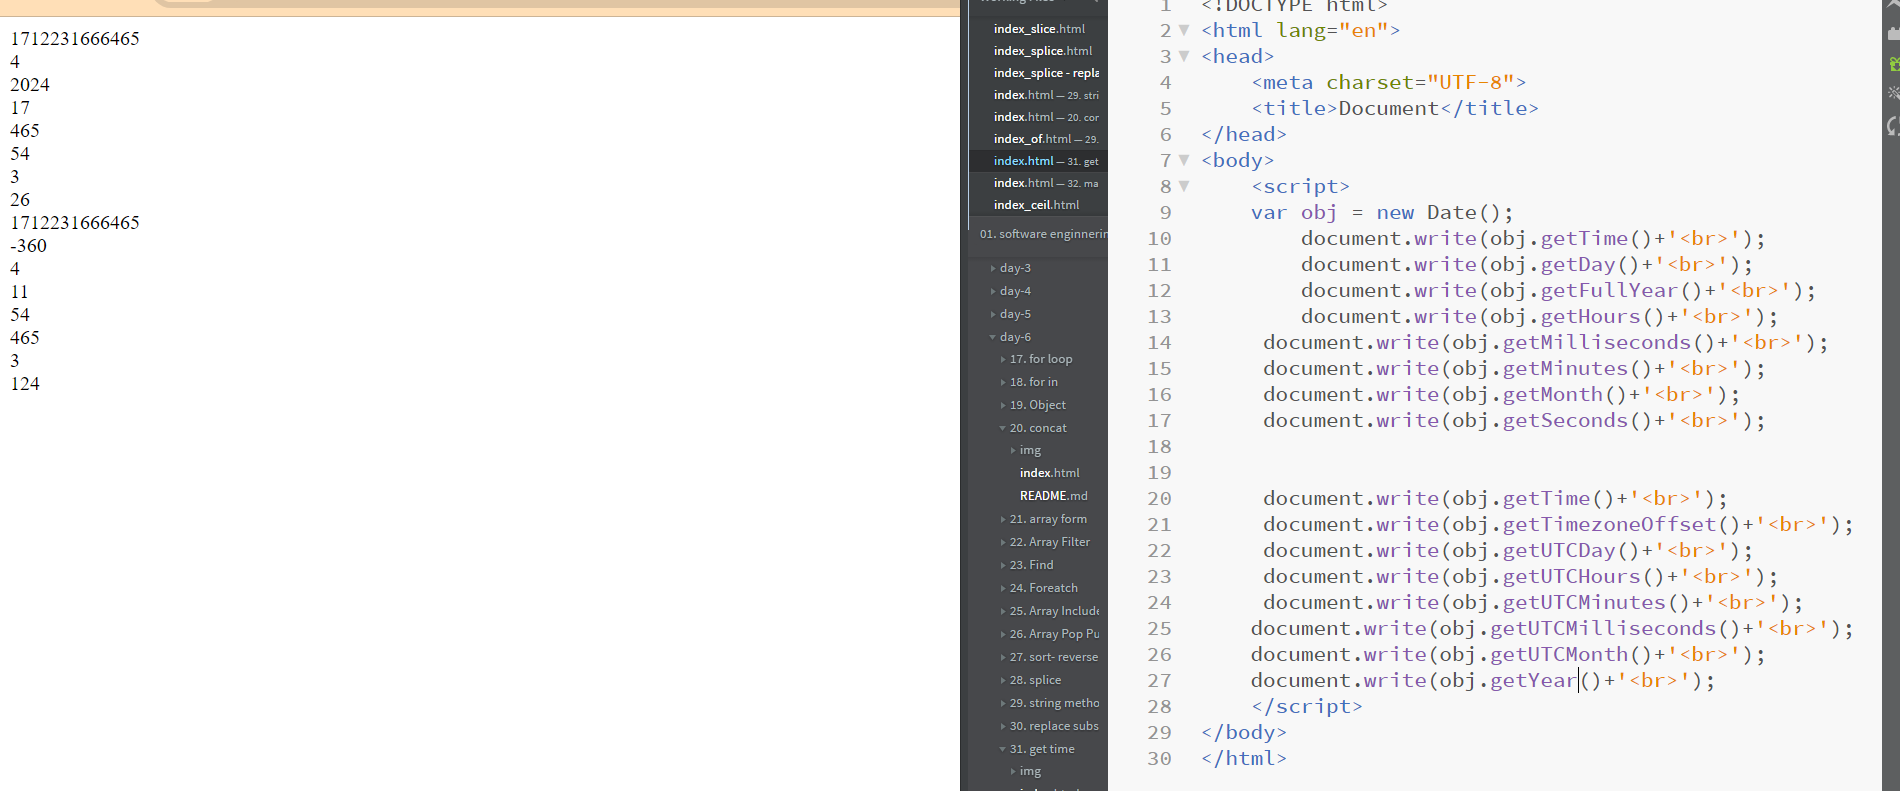 1712231666465
4
2024
17
465
54
3
26
1712231666465
-360
4
11
54
465
3
124
index_slice.html
index_splice.html
index_splice - repla
index.html — 29. stri
index.html — 20. cor
index_of.html — 29.
index.html — 31. get
index.html — 32. ma
index_ceil.html
01. software enginnerin
day-3
day-4
day-5
day-6
17. for loop
18. for in
19. Object
20. concat
img
index.html
README.md
21. array form
22. Array Filter
23. Find
24. Foreatch
25. Array Include
26. Array Pop Pu
27. sort- reverse
28. splice
29. string metho
30. replace subs
31. get time
img
1 <!DOCTYPE html>
2 <html lang="en">
3 <head>
4 <meta charset="UTF-8">
5 <title>Document</title>
6 </head>
7 <body>
8 <script>
9 var obj = new Date();
10 document.write(obj.getTime()+'<br>');
11 document.write(obj.getDay()+'<br>');
12 document.write(obj.getFullYear()+'<br>');
13 document.write(obj.getHours()+'<br>');
14 document.write(obj.getMilliseconds()+'<br>');
15 document.write(obj.getMinutes()+'<br>');
16 document.write(obj.getMonth()+'<br>');
17 document.write(obj.getSeconds()+'<br>');
18
19
20 document.write(obj.getTime()+'<br>');
21 document.write(obj.getTimezoneOffset()+'<br>');
22 document.write(obj.getUTCDay()+'<br>');
23 document.write(obj.getUTCHours()+'<br>');
24 document.write(obj.getUTCMinutes()+'<br>');
25 document.write(obj.getUTCMilliseconds()+'<br>');
26 document.write(obj.getUTCMonth()+'<br>');
27 document.write(obj.getYear()+'<br>');
28 </script>
29 </body>
30 </html>